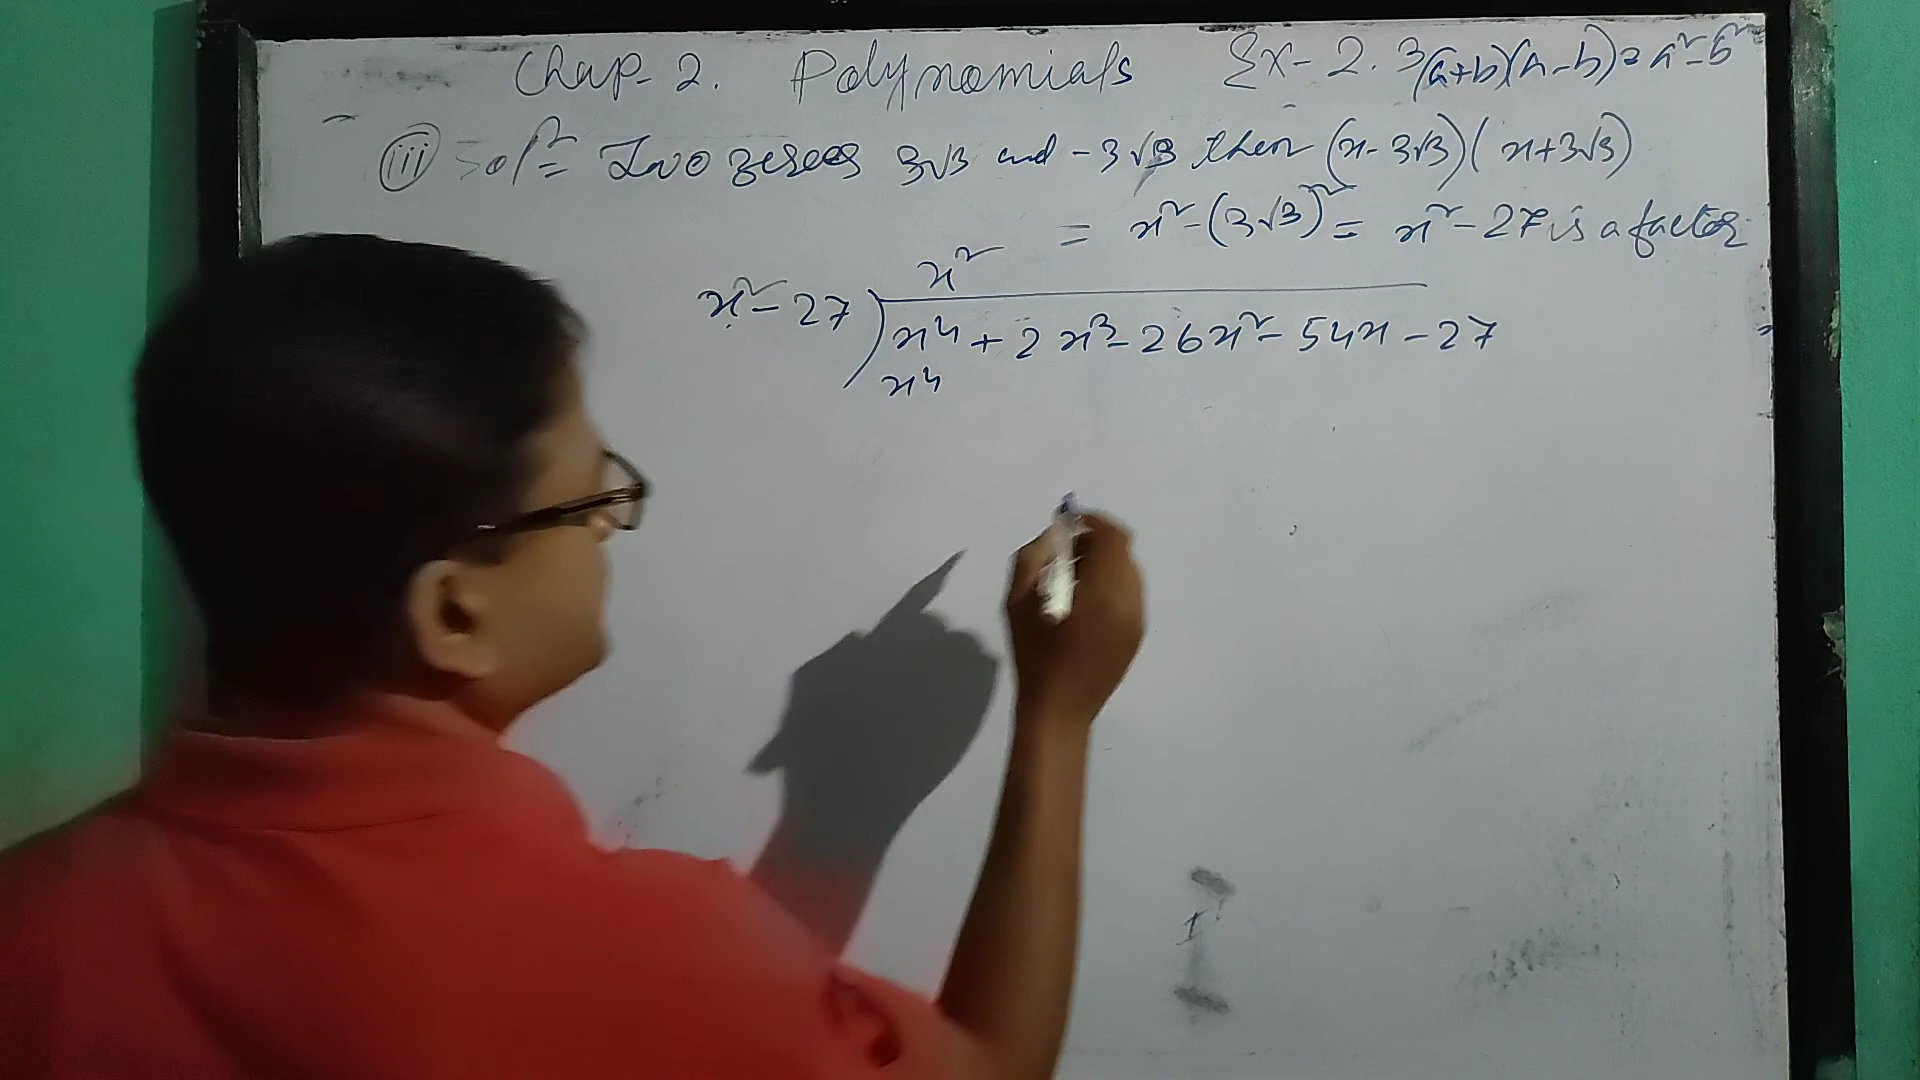 Chap- 2. Polynomials Ex- 2.3 (a+b)(a-b)=a²-b²
(iii) Solⁿ= Two zeroes 3√3 and -3√3 then (x-3√3)(x+3√3)
= x²-(3√3)² = x²-27 is a factor
x²
x²-27) x⁴+2x³-26x²-54x-27
x⁴